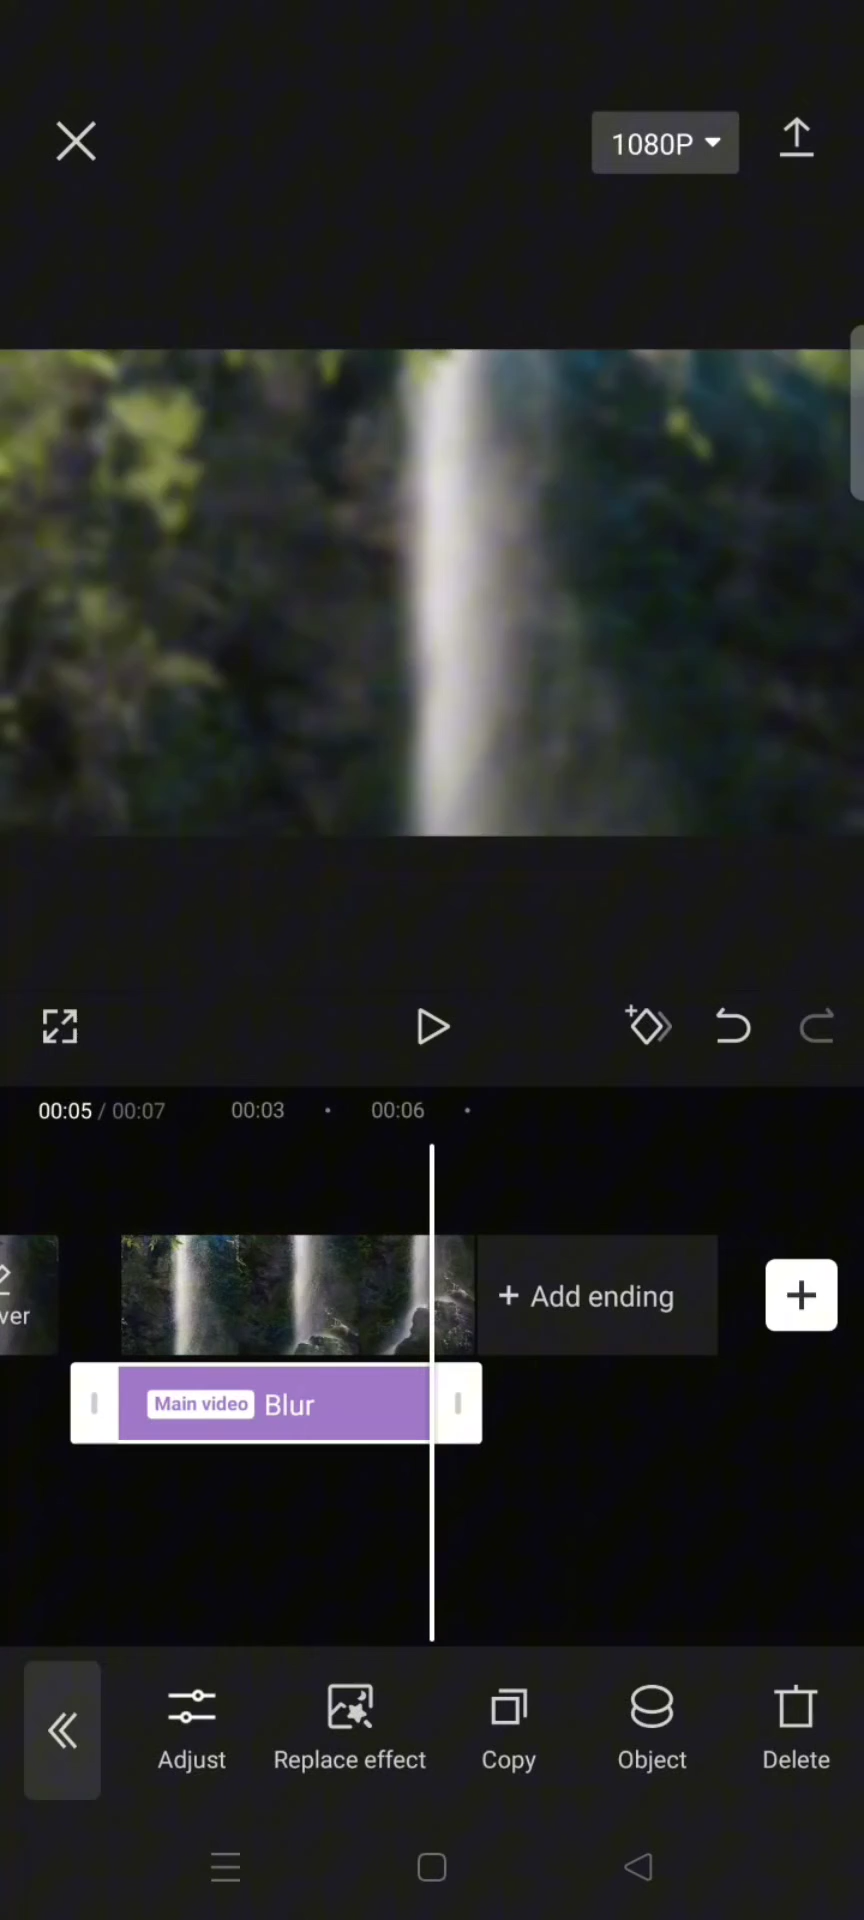 1080P
00:05 / 00:07
00:03
00:06
ver
+ Add ending
Main video Blur
Adjust
Replace effect
Copy
Object
Delete